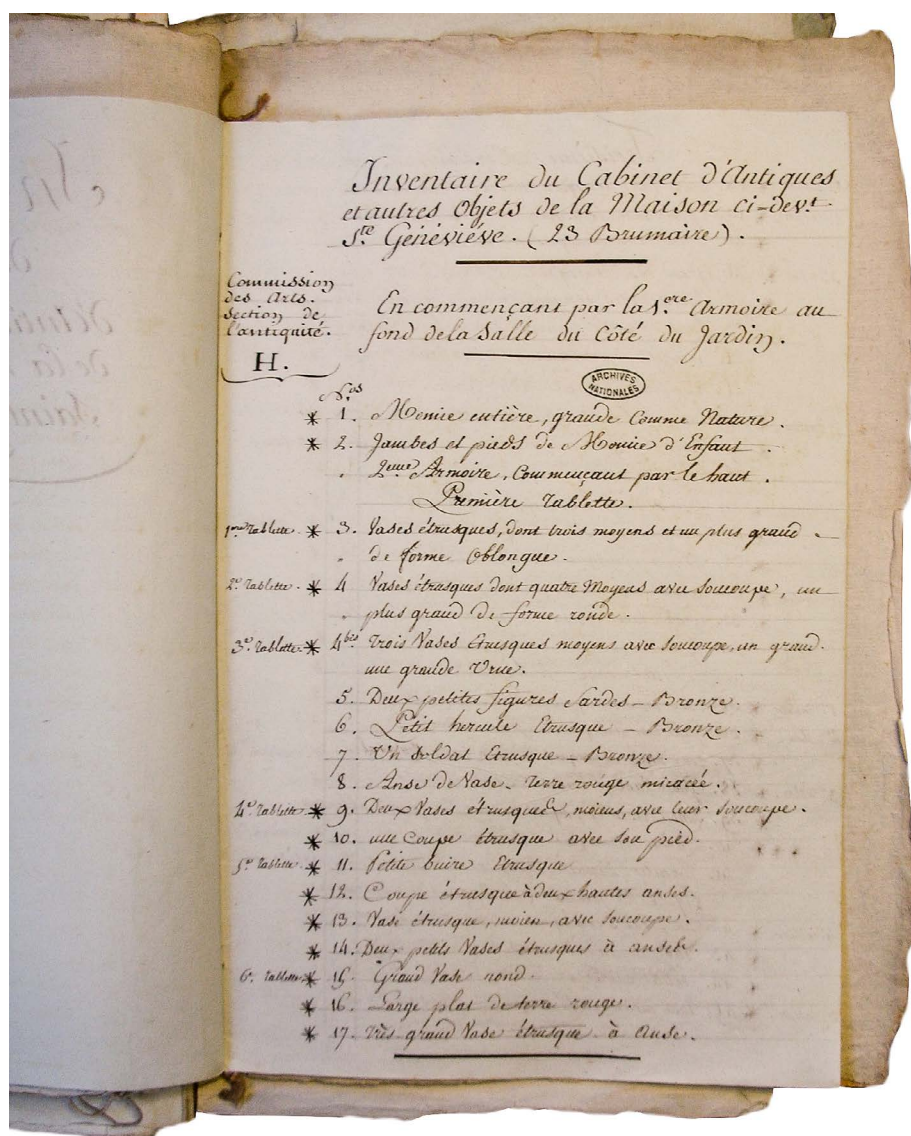 Inventaire du Cabinet d'Antiques
et autres Objets de la Maison ci-devt.
Ste. Généviéve. (23 Brumaire).
Commission
des Arts.
Section de
l'antiquité.
H.
En commençant par la 1.ere Armoire au
fond de la Salle du Côté du Jardin.
ARCHIVES
NATIONALES
N.os
* 1. Momie entière, grande Comme Nature.
* 2. Jambes et pieds de Momie d'Enfant.
2eme Armoire, Commençant par le haut.
Première Tablette.
1ere Tablette. * 3. Vases étrusques, dont trois moyens et un plus grand
de forme Oblongue.
2e. Tablette. * 4 Vases étrusques dont quatre Moyens avec Soucoupe, un
plus grand de forme ronde.
3e. Tablette * 4bis Trois Vases Etrusques moyens avec Soucoupe, un grand.
une grande Urne.
5. Deux petites figures Sardes – Bronze.
6. Petit hercule Etrusque – Bronze.
7. Un Soldat Etrusque – Bronze.
8. Anse de Vase. Terre rouge micacée.
4e Tablette * 9. Deux Vases étrusques, moiens, avec leur Soucoupe.
* 10. une Coupe étrusque avec son pied.
5e. Tablette * 11. Petite buire Etrusque
* 12. Coupe étrusque à deux hautes anses.
* 13. Vase étrusque, moien, avec Soucoupe.
* 14. Deux petits Vases étrusques à anses.
6e. Tablette * 15. Grand Vase rond.
* 16. Large plat de terre rouge.
* 17. Très grand Vase étrusque à Anse.